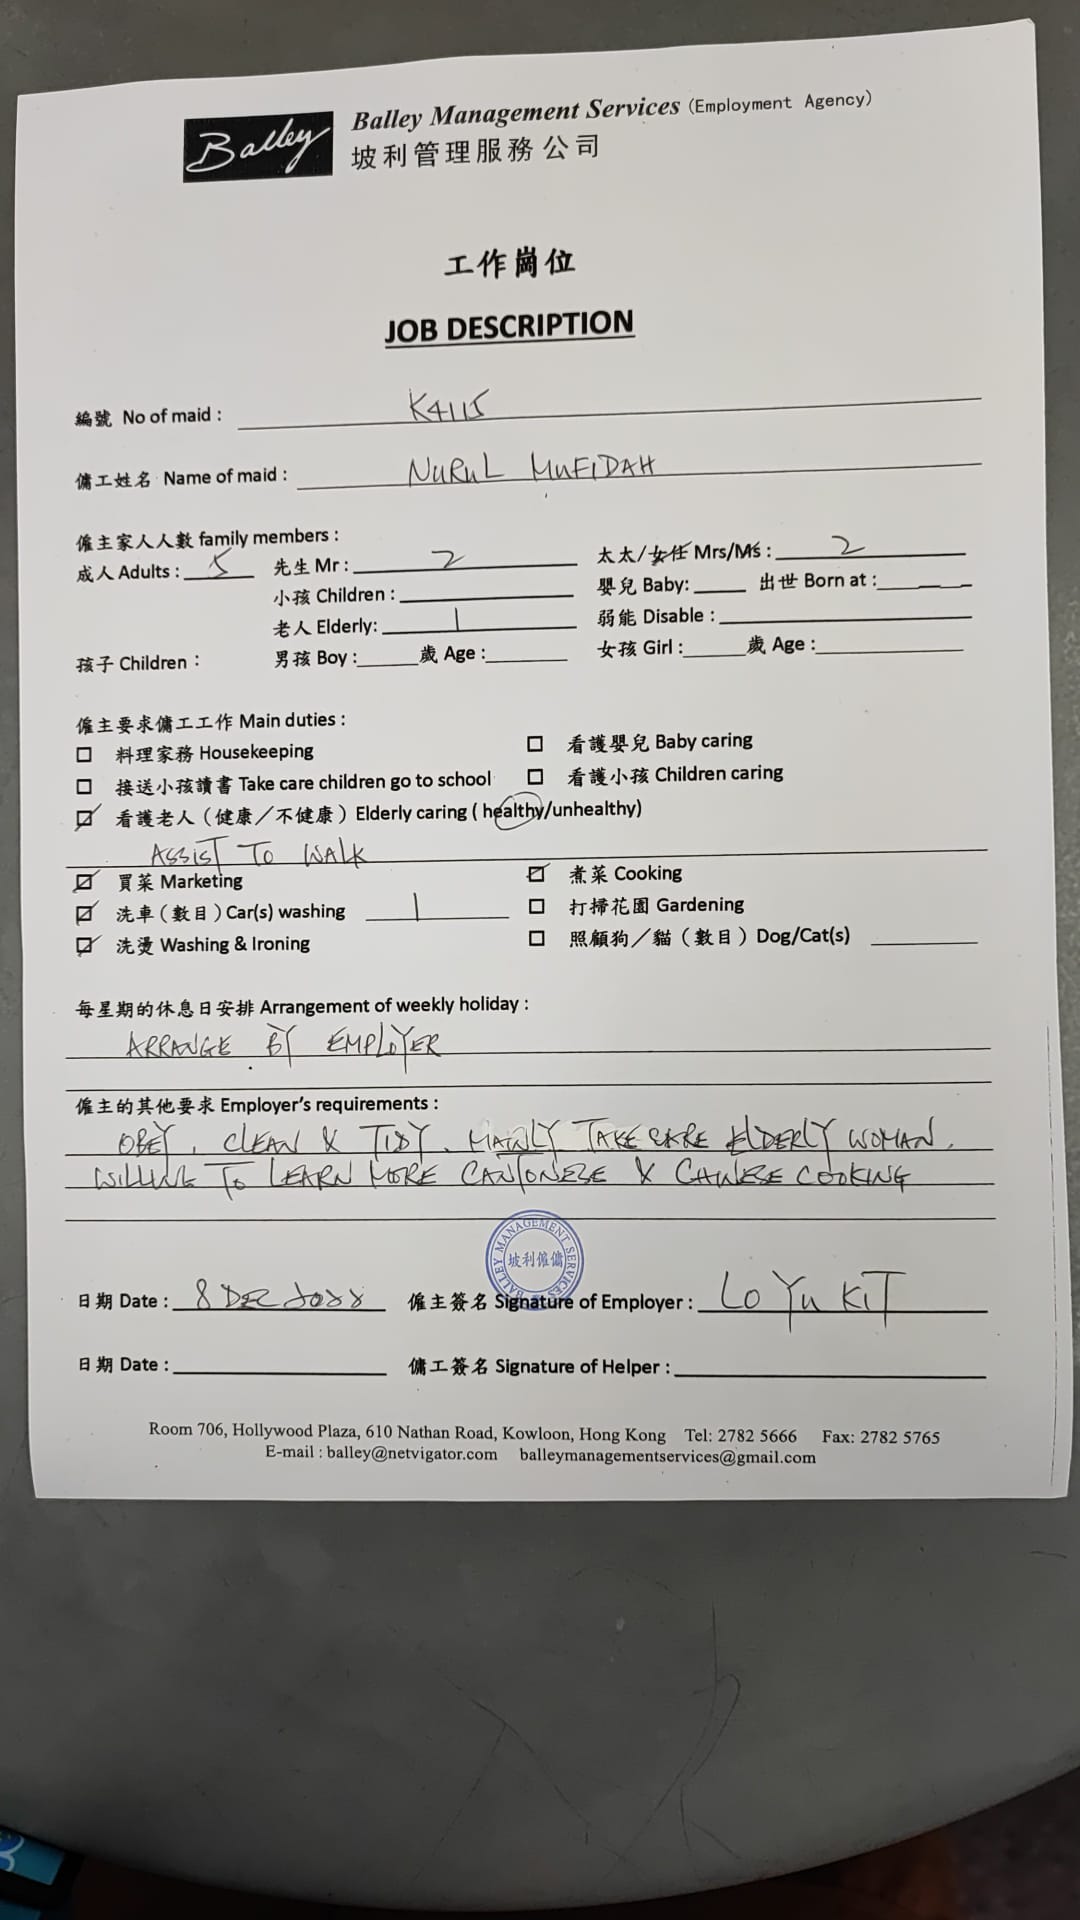 Balley
Balley Management Services (Employment Agency)
坡利管理服務公司
工作崗位
JOB DESCRIPTION
編號 No of maid : K4115
傭工姓名 Name of maid : NURUL MUFIDAH
僱主家人人數 family members :
成人 Adults : 5 先生 Mr : 2 太太/女任 Mrs/Ms : 2
小孩 Children : 嬰兒 Baby: 出世 Born at :
老人 Elderly: 1 弱能 Disable :
孩子 Children : 男孩 Boy : 歲 Age : 女孩 Girl : 歲 Age :
僱主要求傭工工作 Main duties :
料理家務 Housekeeping 看護嬰兒 Baby caring
接送小孩讀書 Take care children go to school 看護小孩 Children caring
看護老人（健康／不健康）Elderly caring ( healthy/unhealthy)
ASSIST TO WALK
買菜 Marketing 煮菜 Cooking
洗車（數目）Car(s) washing 1 打掃花園 Gardening
洗燙 Washing & Ironing 照顧狗／貓（數目）Dog/Cat(s)
每星期的休息日安排 Arrangement of weekly holiday :
ARRANGE BY EMPLOYER
僱主的其他要求 Employer's requirements :
OBEY, CLEAN & TIDY, MAINLY TAKE CARE ELDERLY WOMAN,
WILLING TO LEARN MORE CANTONESE & CHINESE COOKING
BALLEY MANAGEMENT SERVICES
坡利僱傭
日期 Date : 8 DEC 2022 僱主簽名 Signature of Employer : LO YU KIT
日期 Date : 傭工簽名 Signature of Helper :
Room 706, Hollywood Plaza, 610 Nathan Road, Kowloon, Hong Kong Tel: 2782 5666 Fax: 2782 5765
E-mail : balley@netvigator.com balleymanagementservices@gmail.com